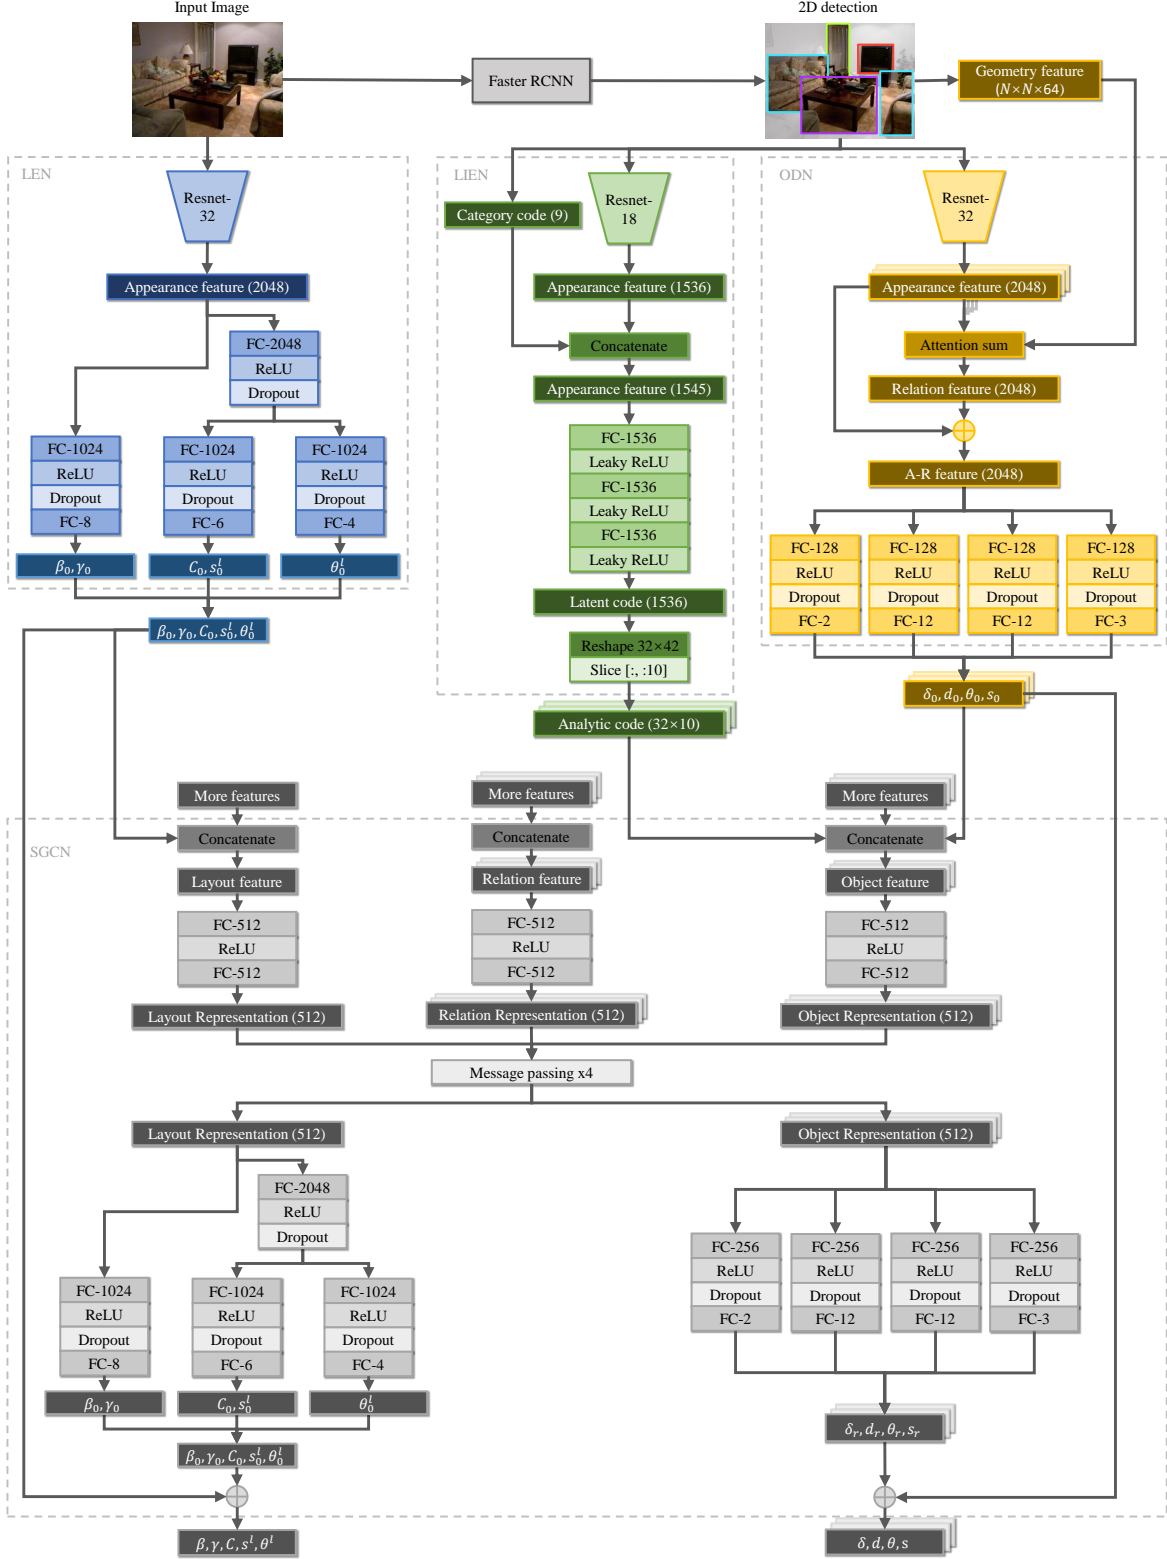 Input Image
2D detection
Faster RCNN
Geometry feature
(N×N×64)
LEN
LIEN
ODN
Resnet-
32
Category code (9)
Resnet-
18
Resnet-
32
Appearance feature (2048)
Appearance feature (1536)
Appearance feature (2048)
FC-2048
ReLU
Dropout
Concatenate
Attention sum
Appearance feature (1545)
Relation feature (2048)
FC-1024
ReLU
Dropout
FC-8
FC-1024
ReLU
Dropout
FC-6
FC-1024
ReLU
Dropout
FC-4
FC-1536
Leaky ReLU
FC-1536
Leaky ReLU
FC-1536
Leaky ReLU
A-R feature (2048)
FC-128
ReLU
Dropout
FC-2
FC-128
ReLU
Dropout
FC-12
FC-128
ReLU
Dropout
FC-12
FC-128
ReLU
Dropout
FC-3
β₀, γ₀
C₀, s₀ˡ
θ₀ˡ
β₀, γ₀, C₀, s₀ˡ, θ₀ˡ
Latent code (1536)
Reshape 32×42
Slice [:, :10]
Analytic code (32×10)
δ₀, d₀, θ₀, s₀
SGCN
More features
More features
More features
Concatenate
Concatenate
Concatenate
Layout feature
Relation feature
Object feature
FC-512
ReLU
FC-512
FC-512
ReLU
FC-512
FC-512
ReLU
FC-512
Layout Representation (512)
Relation Representation (512)
Object Representation (512)
Message passing x4
Layout Representation (512)
Object Representation (512)
FC-2048
ReLU
Dropout
FC-1024
ReLU
Dropout
FC-8
FC-1024
ReLU
Dropout
FC-6
FC-1024
ReLU
Dropout
FC-4
FC-256
ReLU
Dropout
FC-2
FC-256
ReLU
Dropout
FC-12
FC-256
ReLU
Dropout
FC-12
FC-256
ReLU
Dropout
FC-3
β₀, γ₀
C₀, s₀ˡ
θ₀ˡ
β₀, γ₀, C₀, s₀ˡ, θ₀ˡ
δᵣ, dᵣ, θᵣ, sᵣ
β, γ, C, sˡ, θˡ
δ, d, θ, s